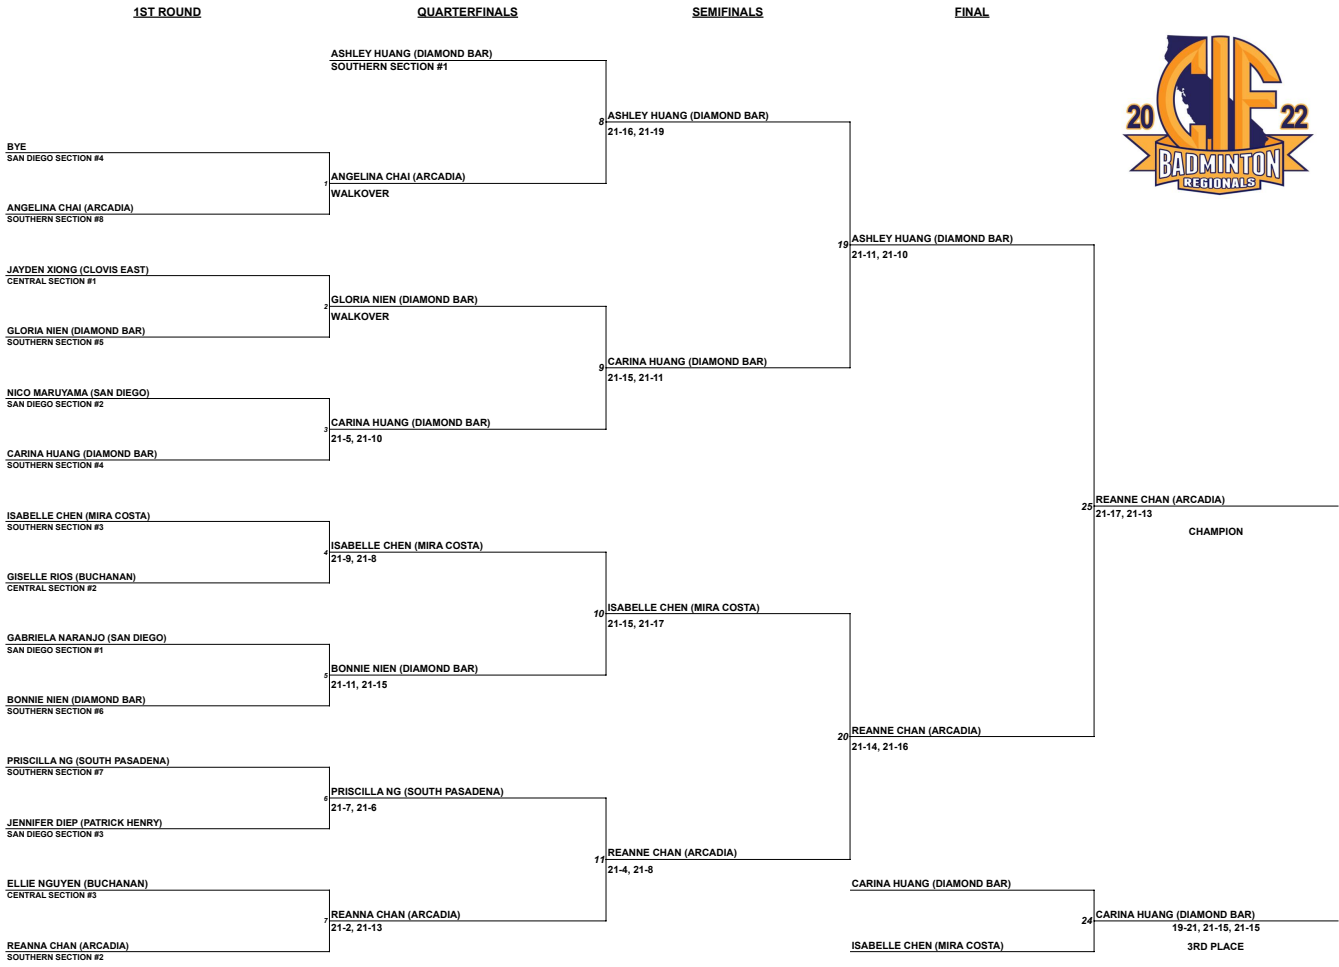 1ST ROUND
QUARTERFINALS
SEMIFINALS
FINAL
20 CIF 22
BADMINTON
REGIONALS
BYE
SAN DIEGO SECTION #4
ANGELINA CHAI (ARCADIA)
SOUTHERN SECTION #8
JAYDEN XIONG (CLOVIS EAST)
CENTRAL SECTION #1
GLORIA NIEN (DIAMOND BAR)
SOUTHERN SECTION #5
NICO MARUYAMA (SAN DIEGO)
SAN DIEGO SECTION #2
CARINA HUANG (DIAMOND BAR)
SOUTHERN SECTION #4
ISABELLE CHEN (MIRA COSTA)
SOUTHERN SECTION #3
GISELLE RIOS (BUCHANAN)
CENTRAL SECTION #2
GABRIELA NARANJO (SAN DIEGO)
SAN DIEGO SECTION #1
BONNIE NIEN (DIAMOND BAR)
SOUTHERN SECTION #6
PRISCILLA NG (SOUTH PASADENA)
SOUTHERN SECTION #7
JENNIFER DIEP (PATRICK HENRY)
SAN DIEGO SECTION #3
ELLIE NGUYEN (BUCHANAN)
CENTRAL SECTION #3
REANNA CHAN (ARCADIA)
SOUTHERN SECTION #2
ASHLEY HUANG (DIAMOND BAR)
SOUTHERN SECTION #1
1 ANGELINA CHAI (ARCADIA)
WALKOVER
2 GLORIA NIEN (DIAMOND BAR)
WALKOVER
3 CARINA HUANG (DIAMOND BAR)
21-5, 21-10
4 ISABELLE CHEN (MIRA COSTA)
21-9, 21-8
5 BONNIE NIEN (DIAMOND BAR)
21-11, 21-15
6 PRISCILLA NG (SOUTH PASADENA)
21-7, 21-6
7 REANNA CHAN (ARCADIA)
21-2, 21-13
8 ASHLEY HUANG (DIAMOND BAR)
21-16, 21-19
9 CARINA HUANG (DIAMOND BAR)
21-15, 21-11
10 ISABELLE CHEN (MIRA COSTA)
21-15, 21-17
11 REANNE CHAN (ARCADIA)
21-4, 21-8
19 ASHLEY HUANG (DIAMOND BAR)
21-11, 21-10
20 REANNE CHAN (ARCADIA)
21-14, 21-16
CARINA HUANG (DIAMOND BAR)
ISABELLE CHEN (MIRA COSTA)
25 REANNE CHAN (ARCADIA)
21-17, 21-13
CHAMPION
24 CARINA HUANG (DIAMOND BAR)
19-21, 21-15, 21-15
3RD PLACE